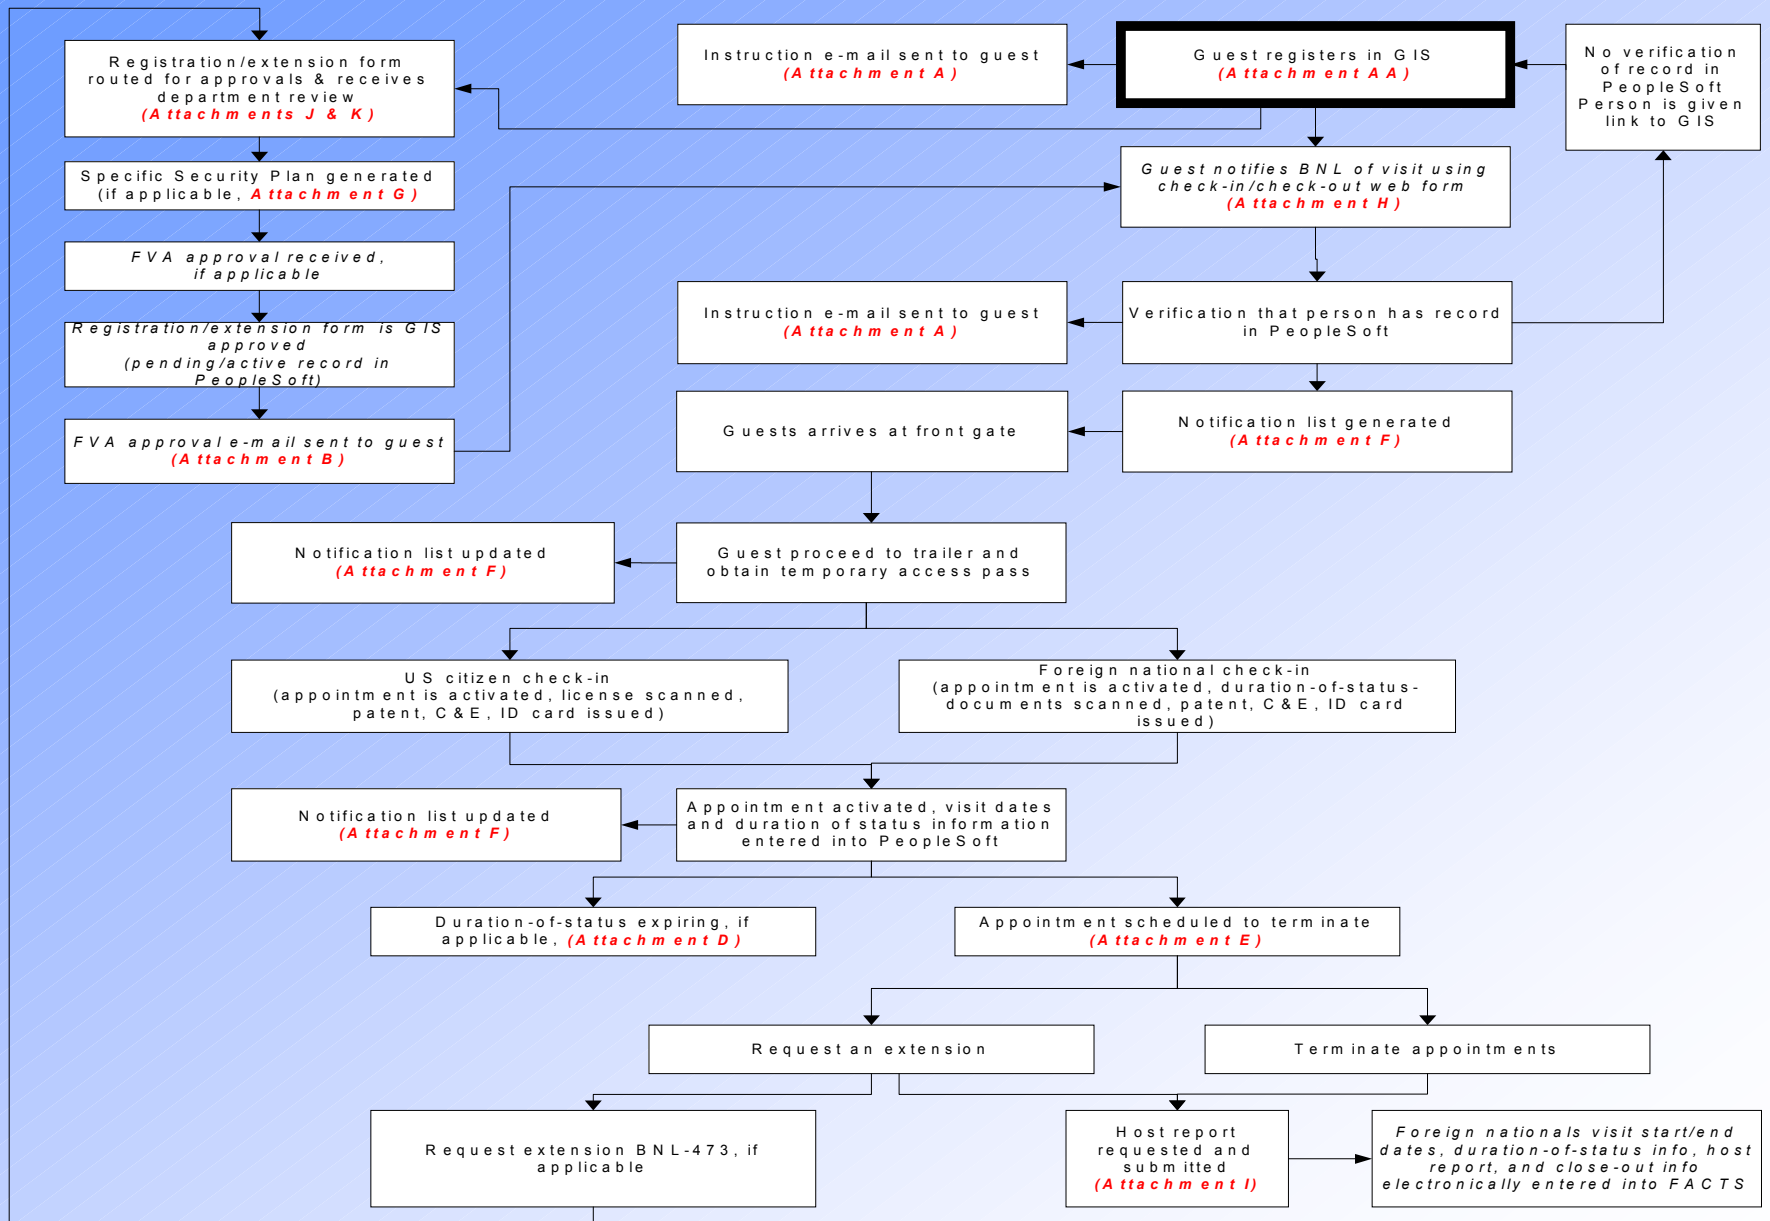 Registration/extension form
routed for approvals & receives
department review
(Attachments J & K)
Instruction e-mail sent to guest
(Attachment A)
Guest registers in GIS
(Attachment AA)
No verification
of record in
PeopleSoft
Person is given
link to GIS
Specific Security Plan generated
(if applicable, Attachment G)
Guest notifies BNL of visit using
check-in/check-out web form
(Attachment H)
FVA approval received,
if applicable
Instruction e-mail sent to guest
(Attachment A)
Verification that person has record
in PeopleSoft
Registration/extension form is GIS
approved
(pending/active record in
PeopleSoft)
FVA approval e-mail sent to guest
(Attachment B)
Guests arrives at front gate
Notification list generated
(Attachment F)
Notification list updated
(Attachment F)
Guest proceed to trailer and
obtain temporary access pass
US citizen check-in
(appointment is activated, license scanned,
patent, C&E, ID card issued)
Foreign national check-in
(appointment is activated, duration-of-status-
documents scanned, patent, C&E, ID card
issued)
Notification list updated
(Attachment F)
Appointment activated, visit dates
and duration of status information
entered into PeopleSoft
Duration-of-status expiring, if
applicable, (Attachment D)
Appointment scheduled to terminate
(Attachment E)
Request an extension
Terminate appointments
Request extension BNL-473, if
applicable
Host report
requested and
submitted
(Attachment I)
Foreign nationals visit start/end
dates, duration-of-status info, host
report, and close-out info
electronically entered into FACTS